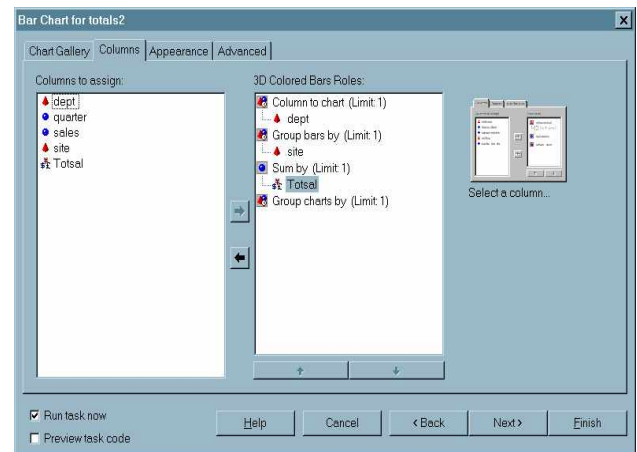 Bar Chart for totals2
Chart Gallery Columns Appearance Advanced
Columns to assign:
dept
quarter
sales
site
Totsal
3D Colored Bars Roles:
Column to chart (Limit: 1)
dept
Group bars by (Limit: 1)
site
Sum by (Limit: 1)
Totsal
Group charts by (Limit: 1)
Select a column...
Run task now
Preview task code
Help Cancel < Back Next > Finish